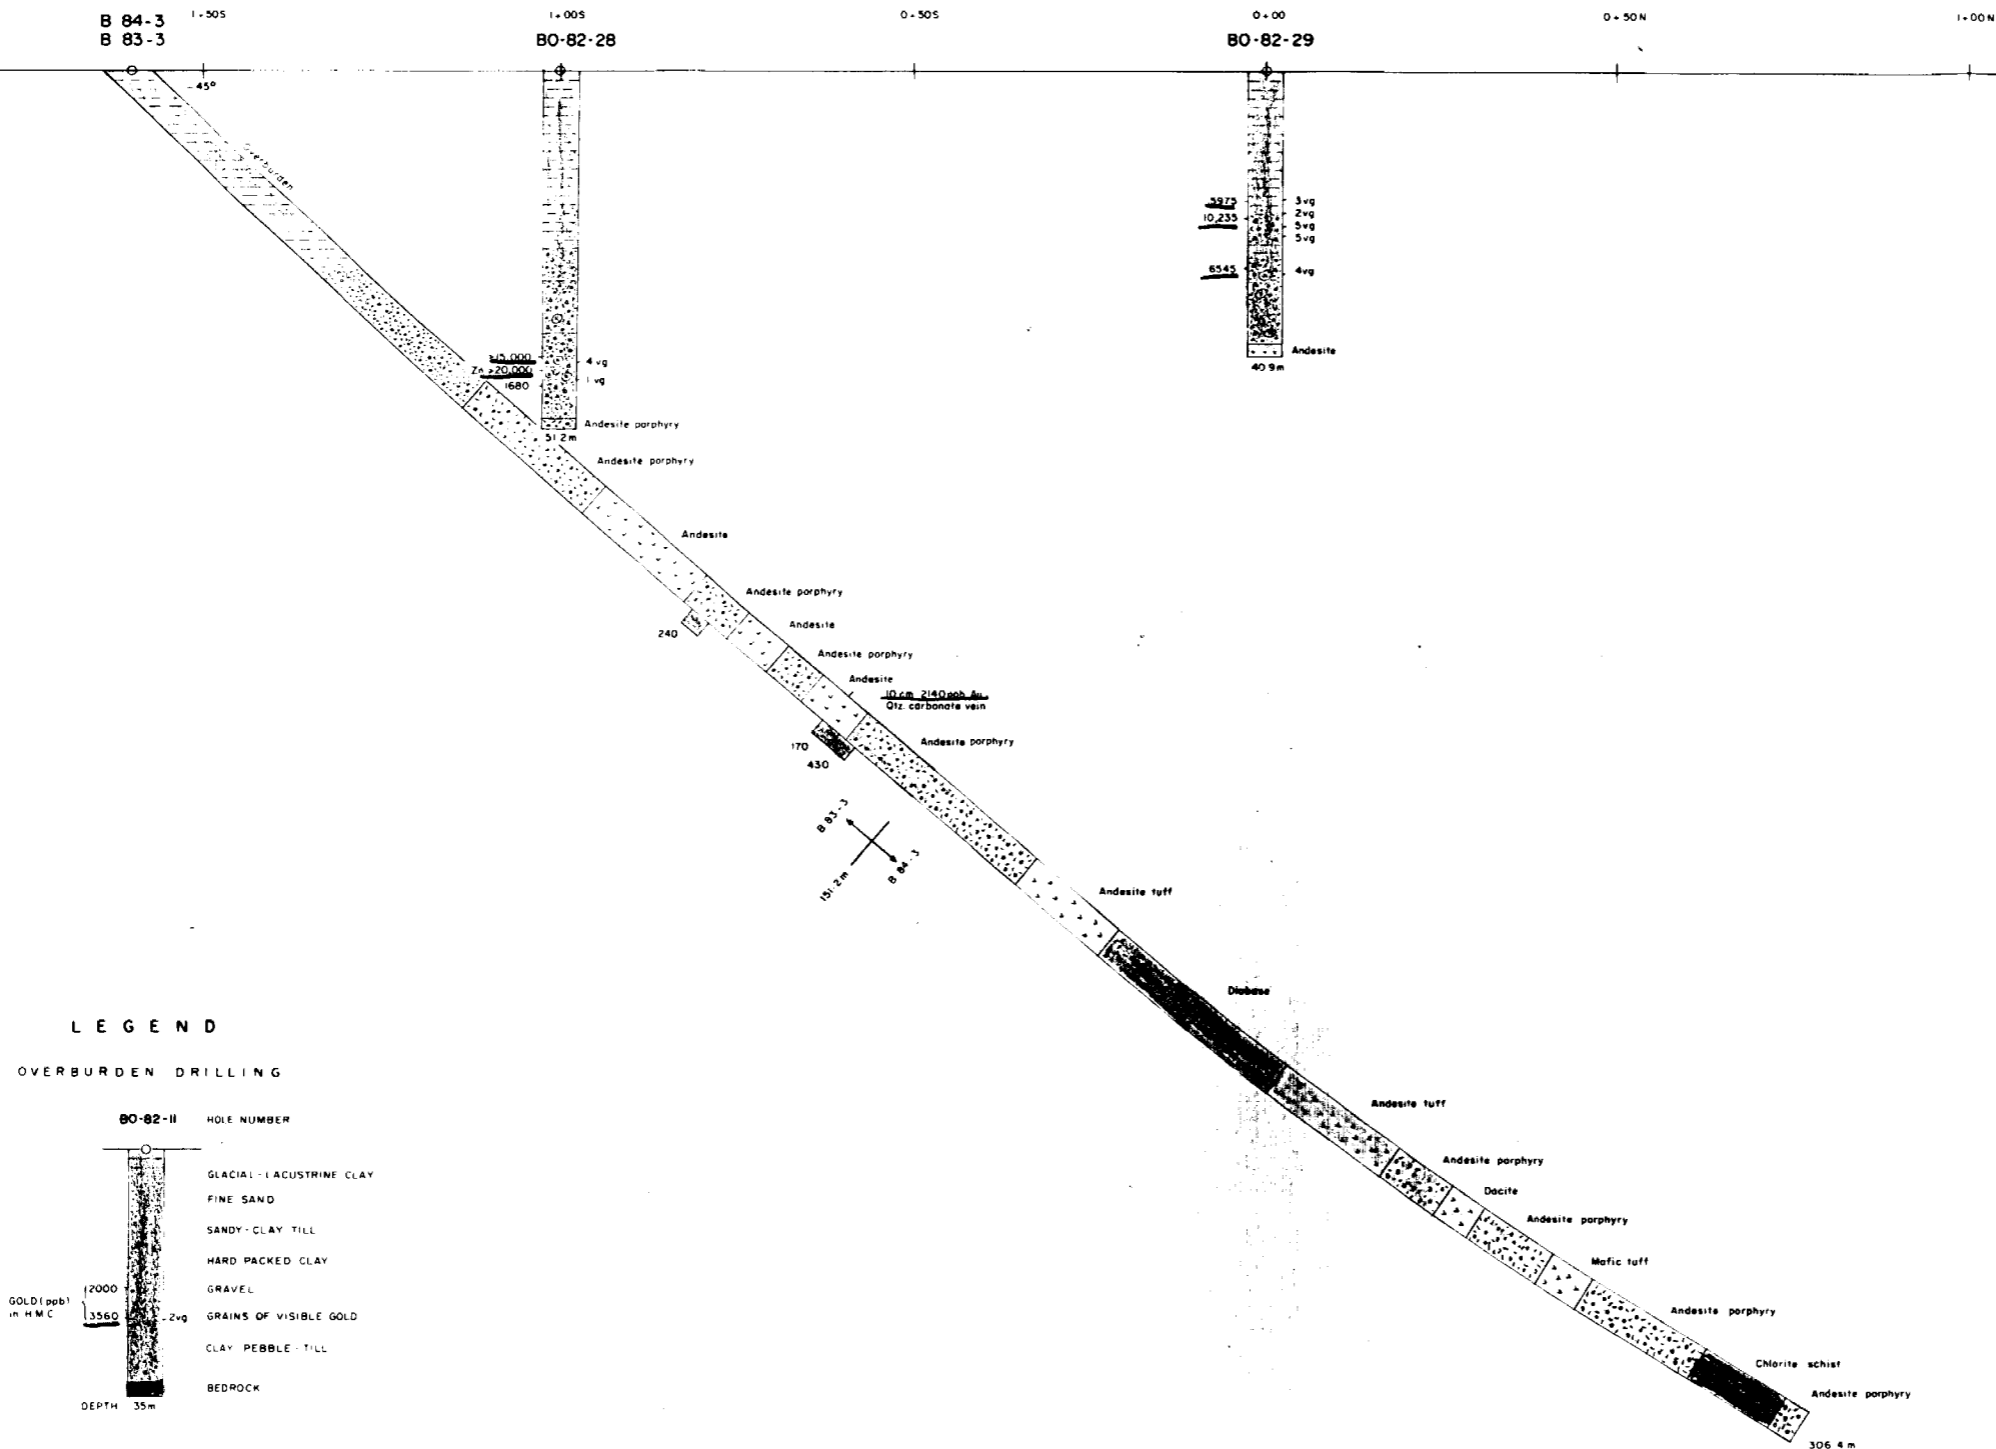 1+50S
1+00S
0+50S
0+00
0+50N
1+00N
B 84-3
B 83-3
BO-82-28
BO-82-29
-45°
Overburden
5975
3vg
10,235
2vg
5vg
5vg
6545
4vg
Andesite
40.9m
>15,000
4 vg
Zn >20,000
1 vg
1680
Andesite porphyry
51.2m
Andesite porphyry
Andesite
Andesite porphyry
240
Andesite
Andesite porphyry
Andesite
10 cm 2140 ppb Au
Qtz. carbonate vein
Andesite porphyry
170
430
B 83-3
B 84-3
151.2m
Andesite tuff
Diabase
Andesite tuff
Andesite porphyry
Dacite
Andesite porphyry
Mafic tuff
Andesite porphyry
Chlorite schist
Andesite porphyry
306.4m
LEGEND
OVERBURDEN DRILLING
BO-82-11 HOLE NUMBER
GLACIAL-LACUSTRINE CLAY
FINE SAND
SANDY-CLAY TILL
HARD PACKED CLAY
2000 GRAVEL
GOLD (ppb)
in H M C
3560 2vg GRAINS OF VISIBLE GOLD
CLAY PEBBLE-TILL
BEDROCK
DEPTH 35m